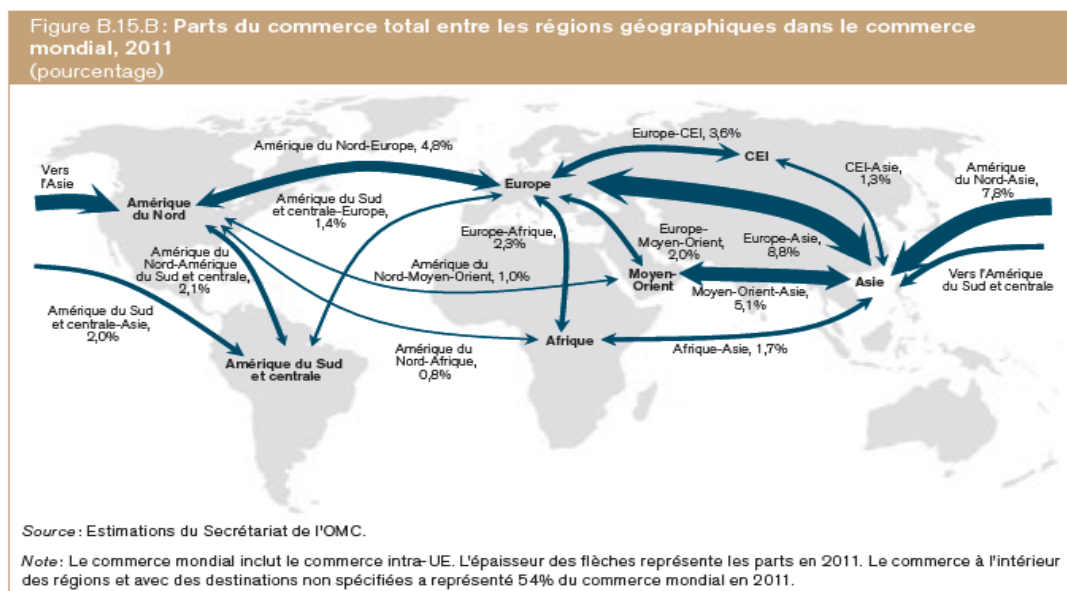 Figure B.15.B: Parts du commerce total entre les régions géographiques dans le commerce
mondial, 2011
(pourcentage)
Vers
l'Asie
Amérique
du Nord
Amérique du Nord-Europe, 4,8%
Europe
Europe-CEI, 3,6%
CEI
CEI-Asie,
1,3%
Amérique
du Nord-Asie,
7,8%
Amérique du Sud
et centrale-Europe,
1,4%
Europe-Afrique,
2,3%
Europe-
Moyen-Orient,
2,0%
Europe-Asie,
8,8%
Amérique du
Nord-Amérique
du Sud et centrale,
2,1%
Amérique du
Nord-Moyen-Orient, 1,0%
Moyen-
Orient
Moyen-Orient-Asie,
5,1%
Asie
Vers l'Amérique
du Sud et centrale
Amérique du Sud
et centrale-Asie,
2,0%
Amérique du Sud
et centrale
Amérique du
Nord-Afrique,
0,8%
Afrique
Afrique-Asie, 1,7%
Source: Estimations du Secrétariat de l'OMC.
Note: Le commerce mondial inclut le commerce intra-UE. L'épaisseur des flèches représente les parts en 2011. Le commerce à l'intérieur
des régions et avec des destinations non spécifiées a représenté 54% du commerce mondial en 2011.